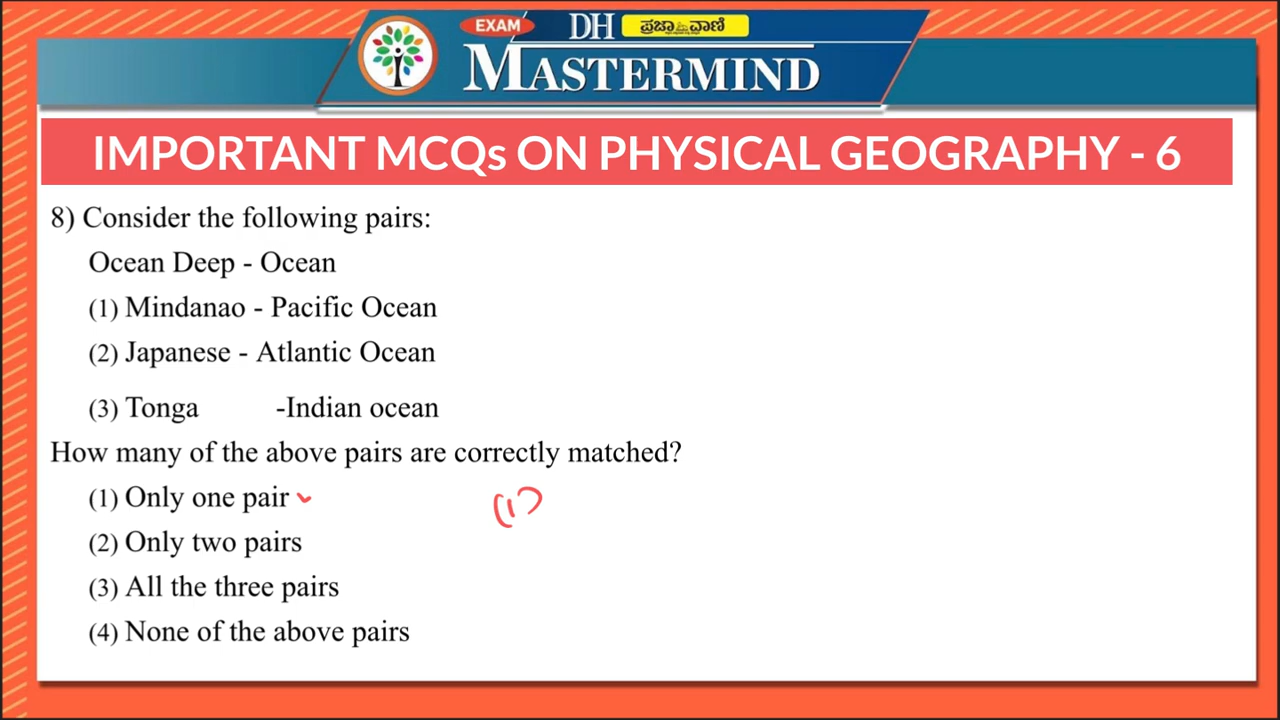 EXAM
DH ಪ್ರಜಾವಾಣಿ
MASTERMIND
IMPORTANT MCQs ON PHYSICAL GEOGRAPHY - 6
8) Consider the following pairs:
Ocean Deep - Ocean
(1) Mindanao - Pacific Ocean
(2) Japanese - Atlantic Ocean
(3) Tonga -Indian ocean
How many of the above pairs are correctly matched?
(1) Only one pair
(1)
(2) Only two pairs
(3) All the three pairs
(4) None of the above pairs